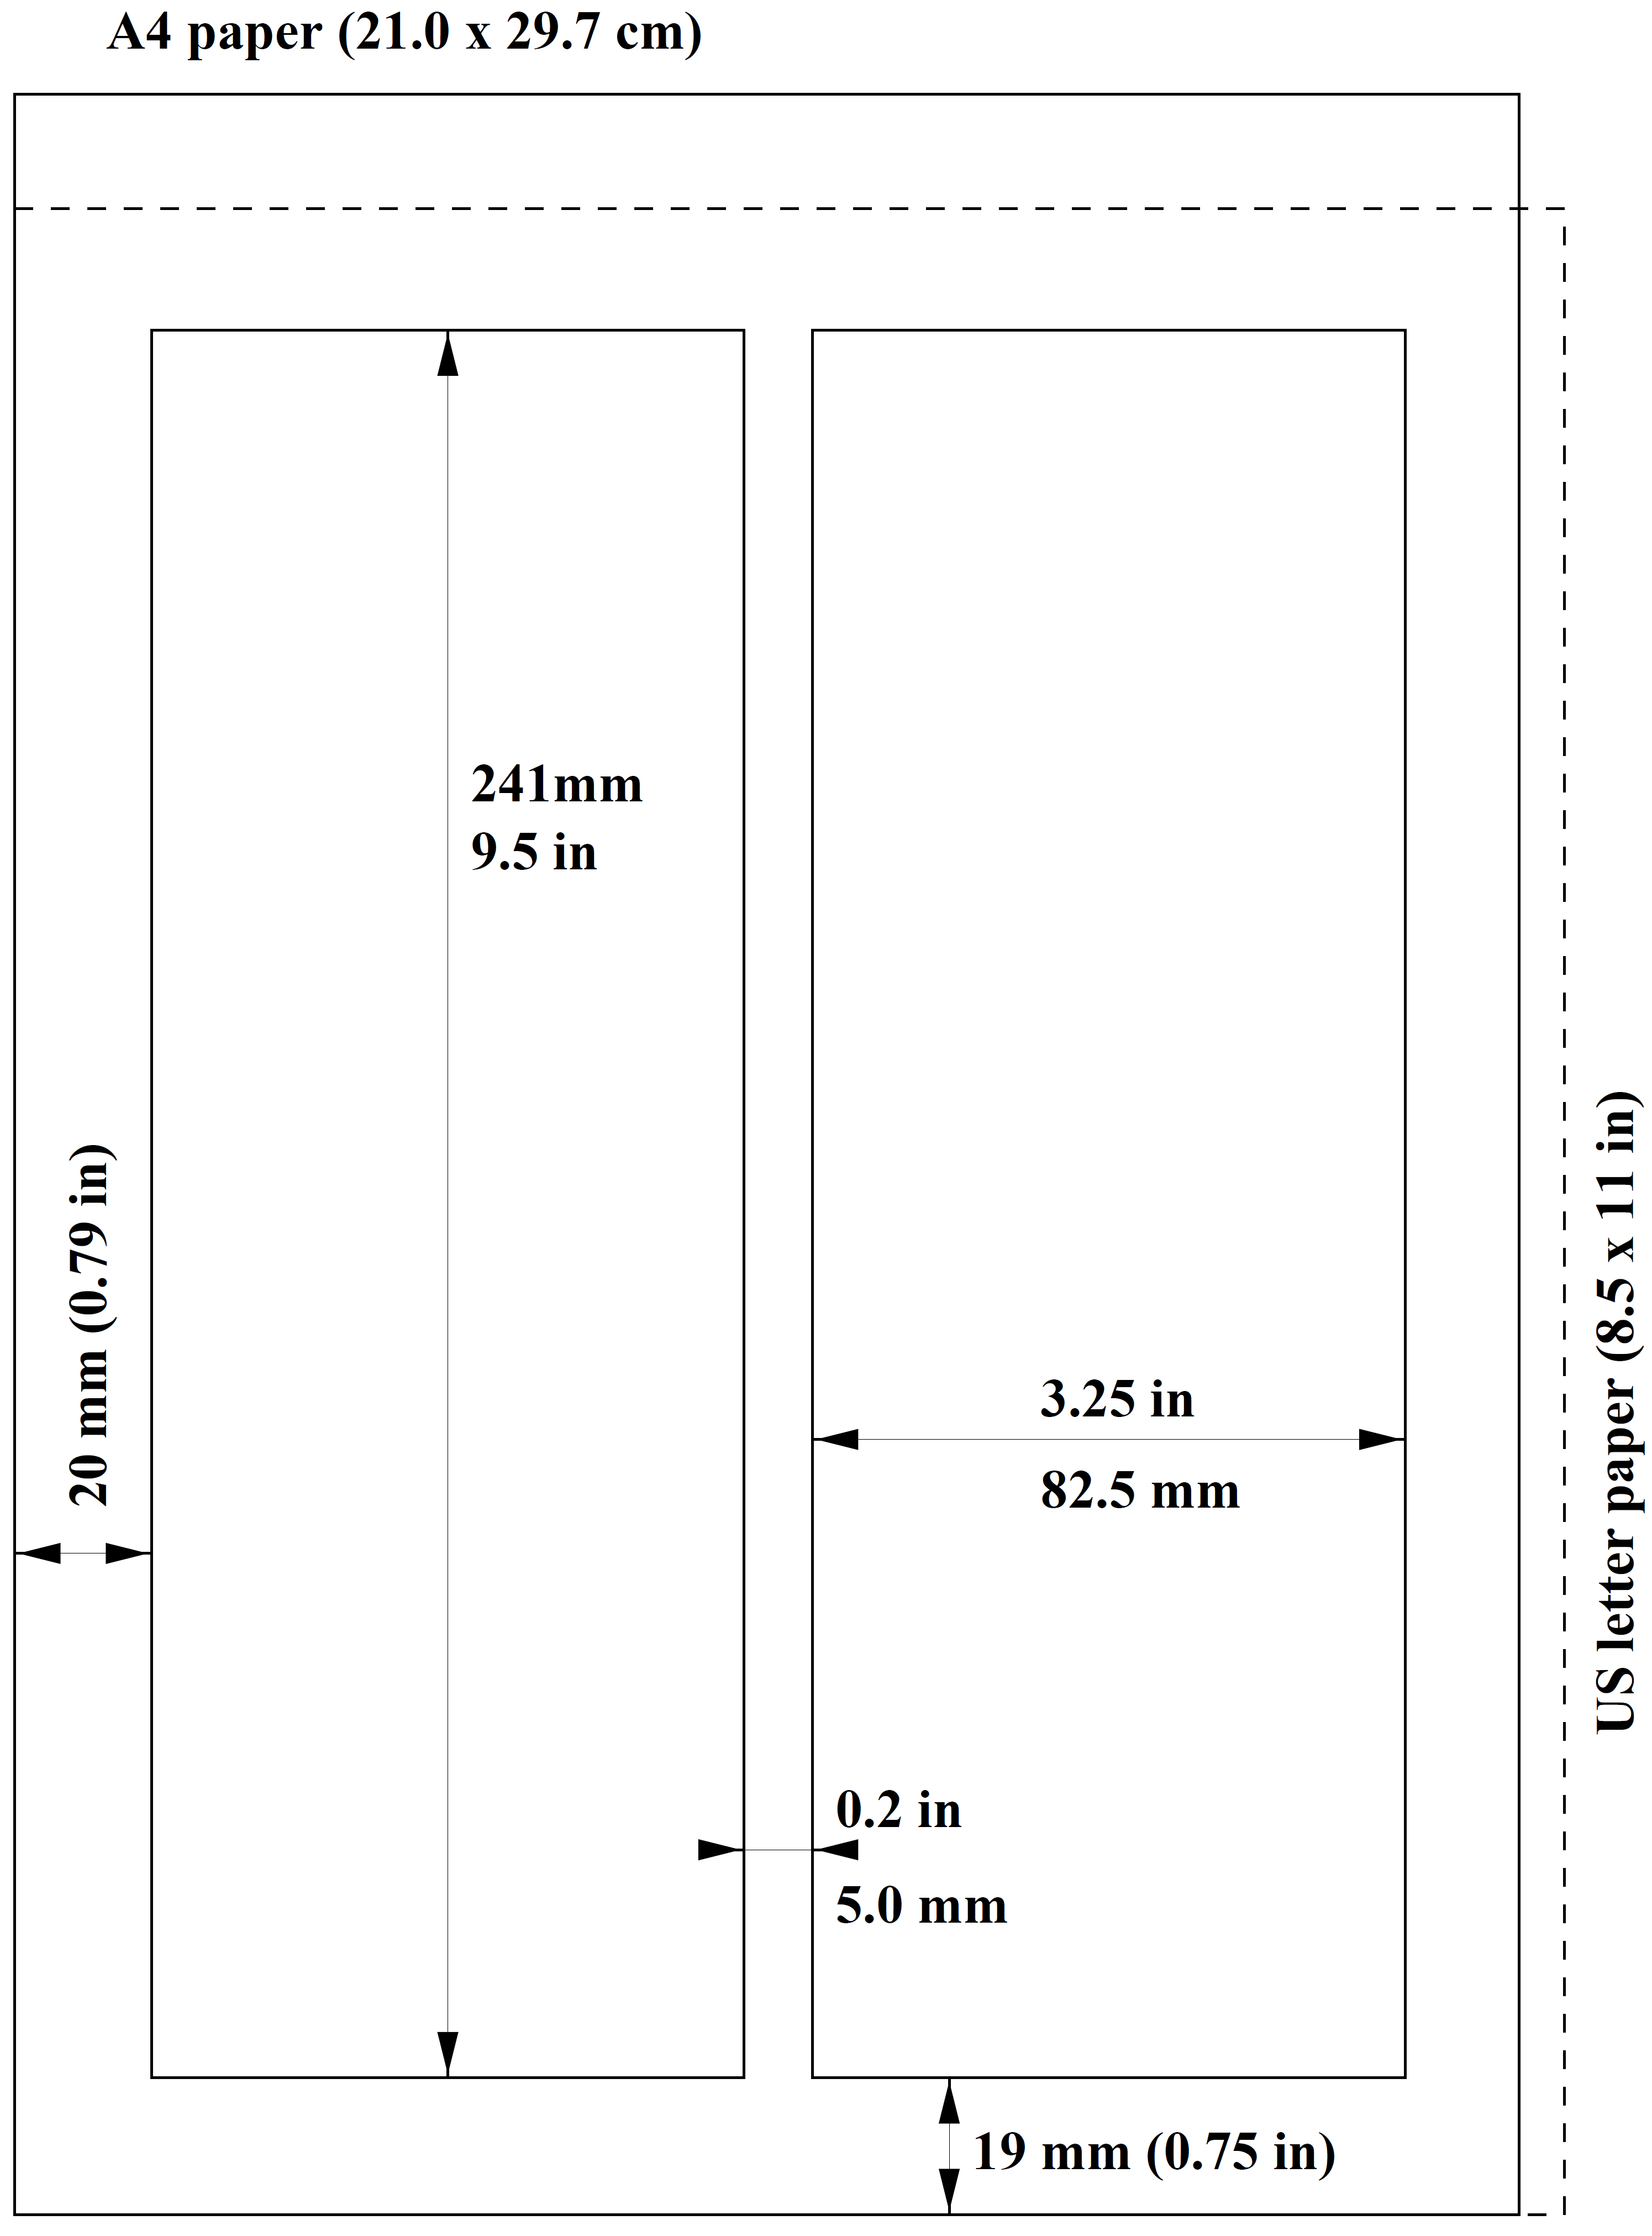 A4 paper (21.0 x 29.7 cm)
241mm
9.5 in
20 mm (0.79 in)
US letter paper (8.5 x 11 in)
3.25 in
82.5 mm
0.2 in
5.0 mm
19 mm (0.75 in)